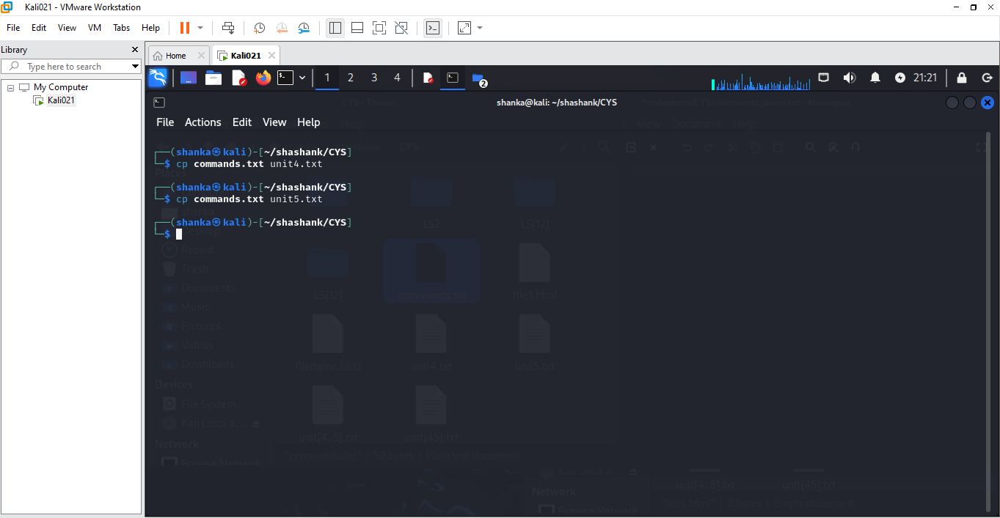 Kali021 - VMware Workstation
File Edit View VM Tabs Help
Library
Type here to search
My Computer
Kali021
Home
Kali021
1 2 3 4
2
21:21
CYS - Thunar
shanka@kali: ~/shashank/CYS
~/shashank/CYS/commands_demo.txt - Mousepad
File Actions Edit View Help
Help
View Document Help
CYS
┌──(shanka㉿kali)-[~/shashank/CYS]
└─$ cp commands.txt unit4.txt
Places
┌──(shanka㉿kali)-[~/shashank/CYS]
└─$ cp commands.txt unit5.txt
shanka
┌──(shanka㉿kali)-[~/shashank/CYS]
└─$
LS2
LS[12]
Desktop
Recent
Trash
Documents
LS[12]
commands.txt
file1.html
Music
Pictures
Videos
Downloads
filename.html
unit4.txt
unit5.txt
Devices
File System
Kali Linux a...
unit[4..5].txt
unit[45].txt
Network
Browse Network
"commands.txt" | 50 bytes | Plain text document
Kali Linux a...
Network
unit[4..5].txt
unit[45].txt
"file1.html" | 0 bytes | Empty document
Browse Network